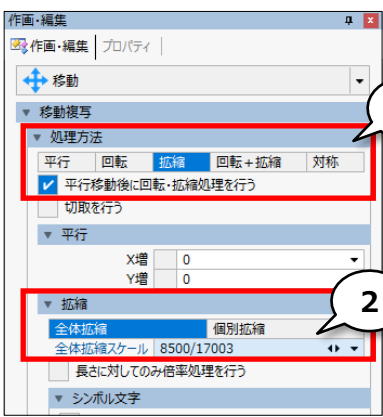 作画・編集
作画・編集 プロパティ
移動
移動複写
処理方法
平行 回転 拡縮 回転+拡縮 対称
平行移動後に回転・拡縮処理を行う
切取を行う
平行
X増 0
Y増 0
拡縮
2
全体拡縮 個別拡縮
全体拡縮スケール 8500/17003
長さに対してのみ倍率処理を行う
シンボル文字